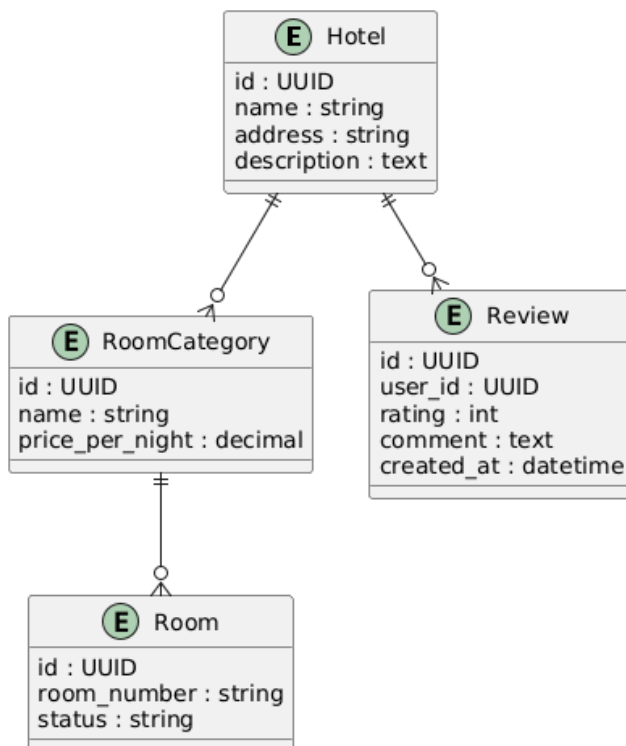 E Hotel
id : UUID
name : string
address : string
description : text
E RoomCategory
id : UUID
name : string
price_per_night : decimal
E Review
id : UUID
user_id : UUID
rating : int
comment : text
created_at : datetime
E Room
id : UUID
room_number : string
status : string